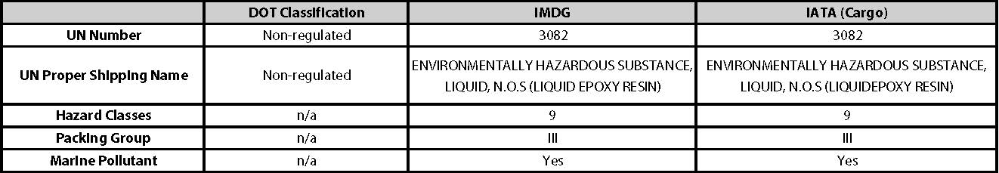 DOT Classification IMDG IATA (Cargo)
UN Number Non-regulated 3082 3082
UN Proper Shipping Name Non-regulated ENVIRONMENTALLY HAZARDOUS SUBSTANCE, LIQUID, N.O.S (LIQUID EPOXY RESIN) ENVIRONMENTALLY HAZARDOUS SUBSTANCE, LIQUID, N.O.S (LIQUIDEPOXY RESIN)
Hazard Classes n/a 9 9
Packing Group n/a III III
Marine Pollutant n/a Yes Yes